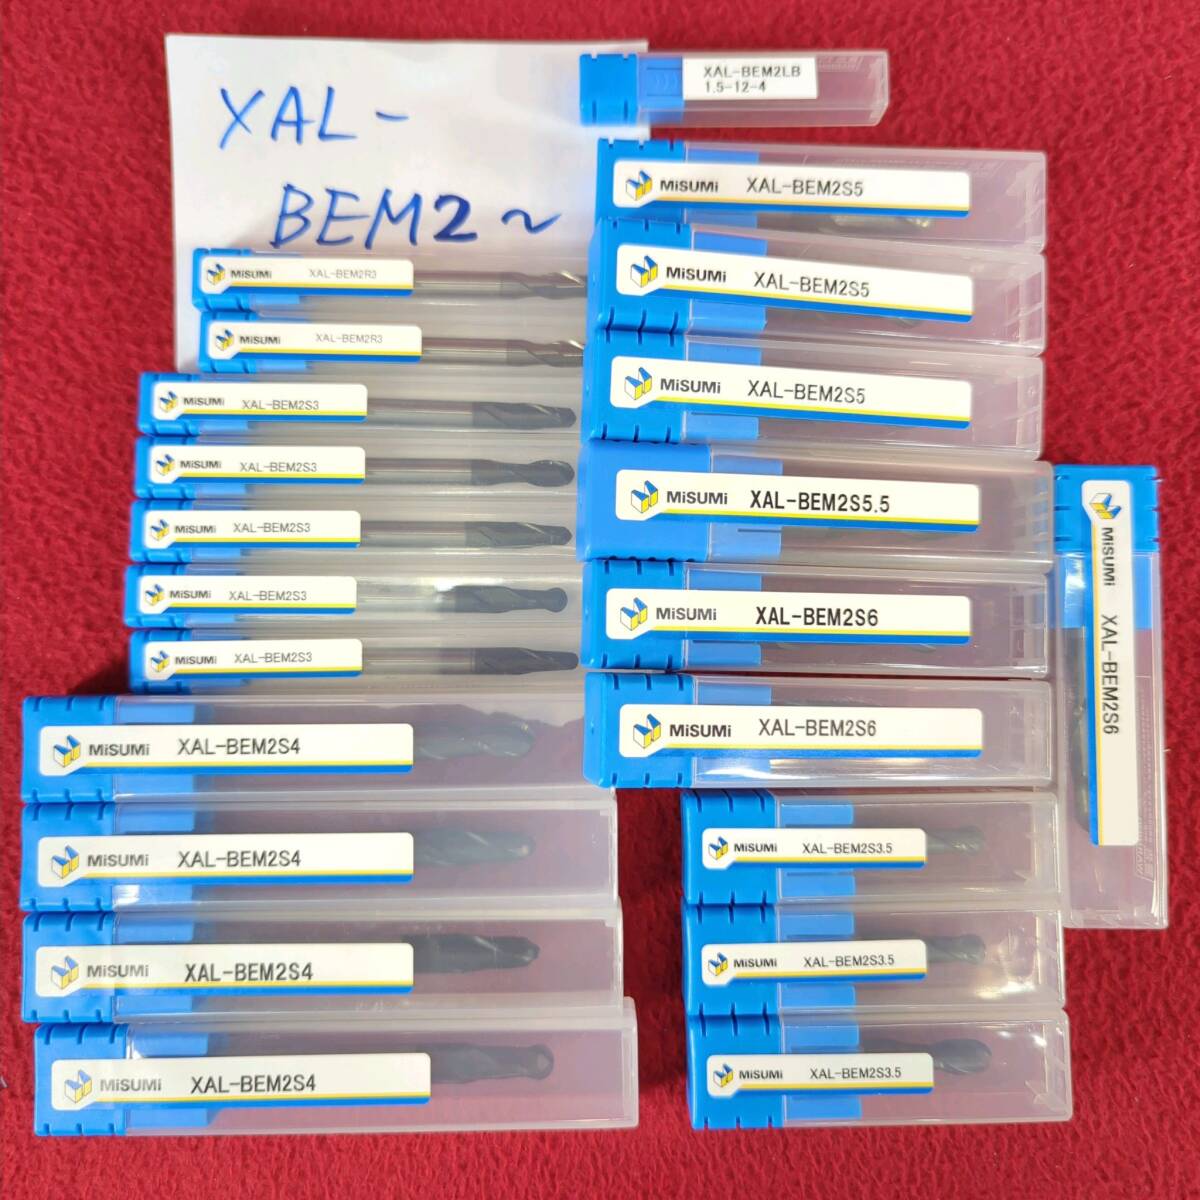 XAL-
BEM2~
XAL-BEM2LB
1.5-12-4
MiSUMi XAL-BEM2S5
MiSUMi XAL-BEM2S5
MiSUMi XAL-BEM2S5
MiSUMi XAL-BEM2S5.5
MiSUMi XAL-BEM2S6
MiSUMi XAL-BEM2S6
MiSUMi XAL-BEM2S6
MiSUMi XAL-BEM2R3
MiSUMi XAL-BEM2R3
MiSUMi XAL-BEM2S3
MiSUMi XAL-BEM2S3
MiSUMi XAL-BEM2S3
MiSUMi XAL-BEM2S3
MiSUMi XAL-BEM2S3
MiSUMi XAL-BEM2S4
MiSUMi XAL-BEM2S4
MiSUMi XAL-BEM2S4
MiSUMi XAL-BEM2S4
MiSUMi XAL-BEM2S3.5
MiSUMi XAL-BEM2S3.5
MiSUMi XAL-BEM2S3.5